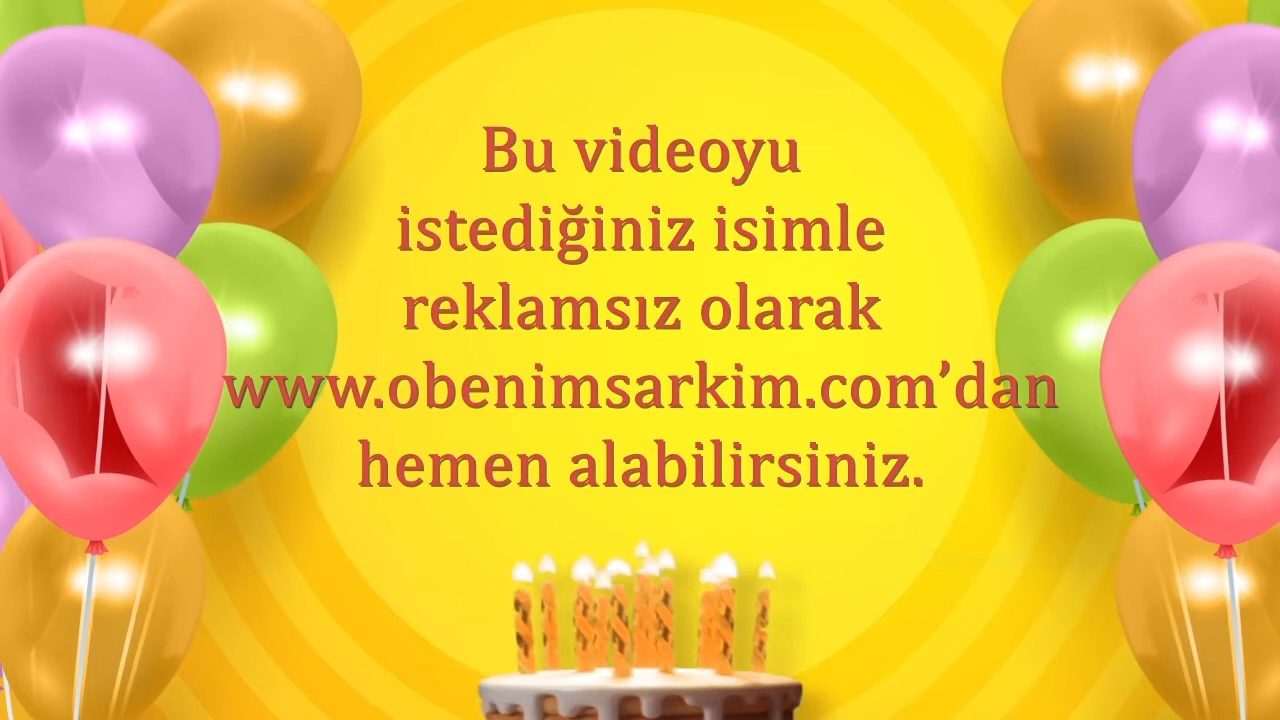 Bu videoyu
istediğiniz isimle
reklamsız olarak
www.obenimsarkim.com’dan
hemen alabilirsiniz.